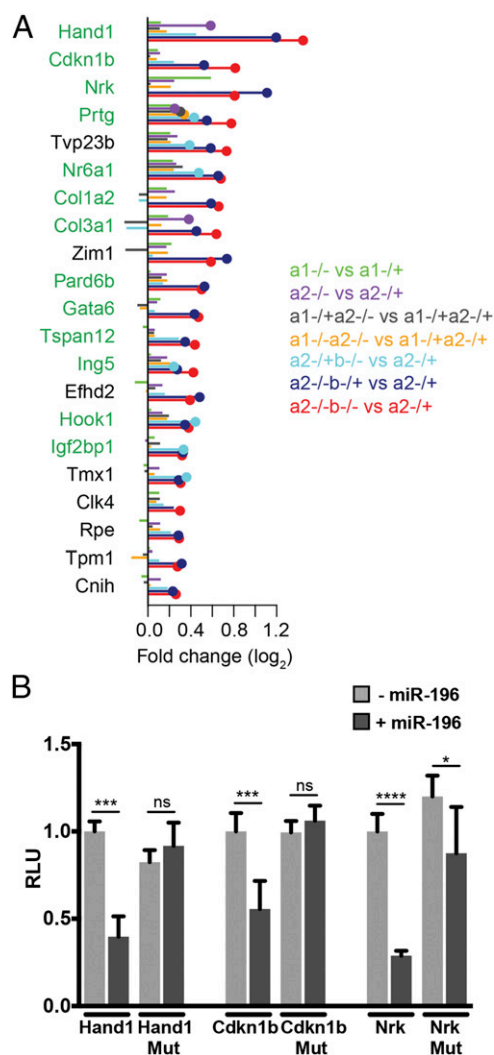 A
Hand1
Cdkn1b
Nrk
Prtg
Tvp23b
Nr6a1
Col1a2
Col3a1
Zim1
Pard6b
Gata6
Tspan12
Ing5
Efhd2
Hook1
Igf2bp1
Tmx1
Clk4
Rpe
Tpm1
Cnih
a1-/- vs a1-/+
a2-/- vs a2-/+
a1-/+a2-/- vs a1-/+a2-/+
a1-/-a2-/- vs a1-/+a2-/+
a2-/+b-/- vs a2-/+
a2-/-b-/+ vs a2-/+
a2-/-b-/- vs a2-/+
0.0 0.4 0.8 1.2
Fold change (log2)
B
- miR-196
+ miR-196
1.5
1.0
0.5
0.0
RLU
*** ns *** ns **** *
Hand1 Hand1 Mut Cdkn1b Cdkn1b Mut Nrk Nrk Mut